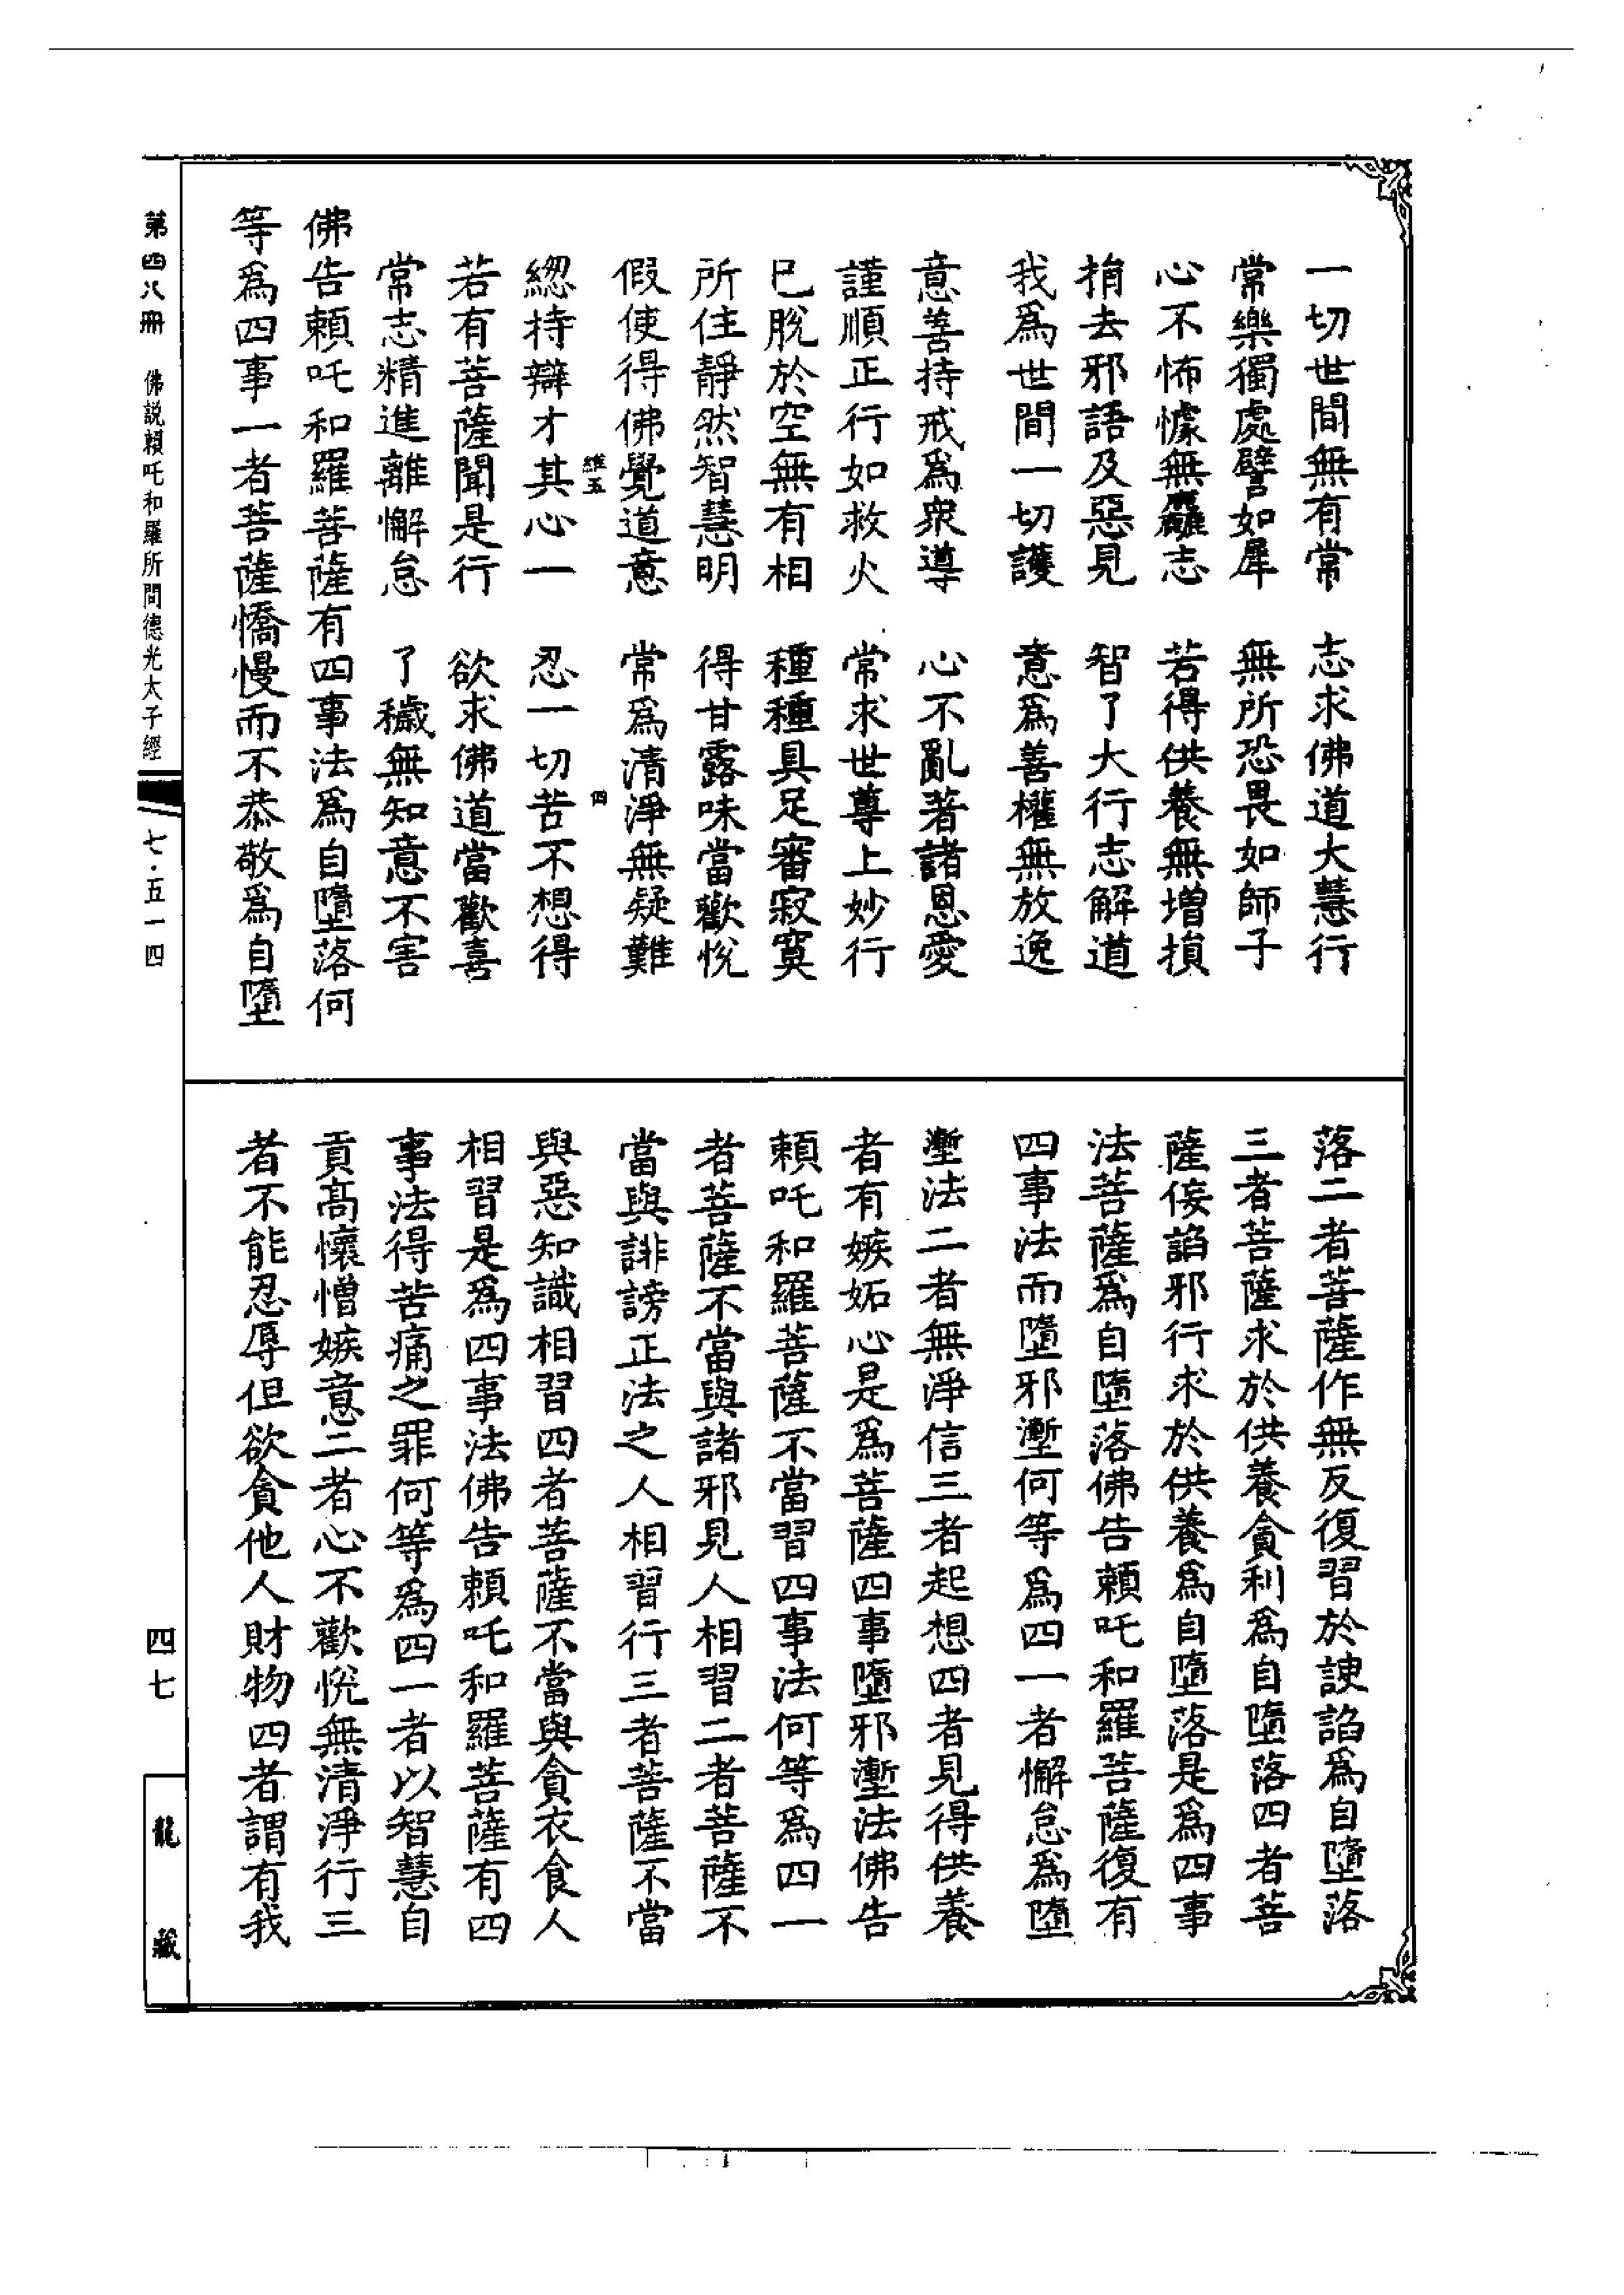 一切世間無有常　志求佛道大慧行
常樂獨處譬如犀　無所恐畏如師子
心不怖懅無麤志　若得供養無增損
捐去邪語及惡見　智了大行志解道
我爲世間一切護　意爲善權無放逸
意善持戒爲衆導　心不亂著諸恩愛
謹順正行如救火　常求世尊上妙行
已脫於空無有相　種種具足審寂寞
所住靜然智慧明　得甘露味當歡悅
假使得佛覺道意　常爲清淨無疑難
維五　四
緫持辯才其心一　忍一切苦不想得
若有菩薩聞是行　欲求佛道當歡喜
常志精進離懈怠　了穢無知意不害
佛告賴吒和羅菩薩有四事法爲自墮落何
等爲四事一者菩薩憍慢而不恭敬爲自墮
落二者菩薩作無反復習於諛諂爲自墮落
三者菩薩求於供養貪利爲自墮落四者菩
薩佞諂邪行求於供養爲自墮落是爲四事
法菩薩爲自墮落佛告賴吒和羅菩薩復有
四事法而墮邪壍何等爲四一者懈怠爲墮
壍法二者無淨信三者起想四者見得供養
者有嫉妬心是爲菩薩四事墮邪壍法佛告
賴吒和羅菩薩不當習四事法何等爲四一
者菩薩不當與諸邪見人相習二者菩薩不
當與誹謗正法之人相習行三者菩薩不當
與惡知識相習四者菩薩不當與貪衣食人
相習是爲四事法佛告賴吒和羅菩薩有四
事法得苦痛之罪何等爲四一者以智慧自
貢高懷憎嫉意二者心不歡悅無清淨行三
者不能忍辱但欲貪他人財物四者謂有我
第四八冊　佛説賴吒和羅所問德光太子經　七·五一四
四七
龍藏